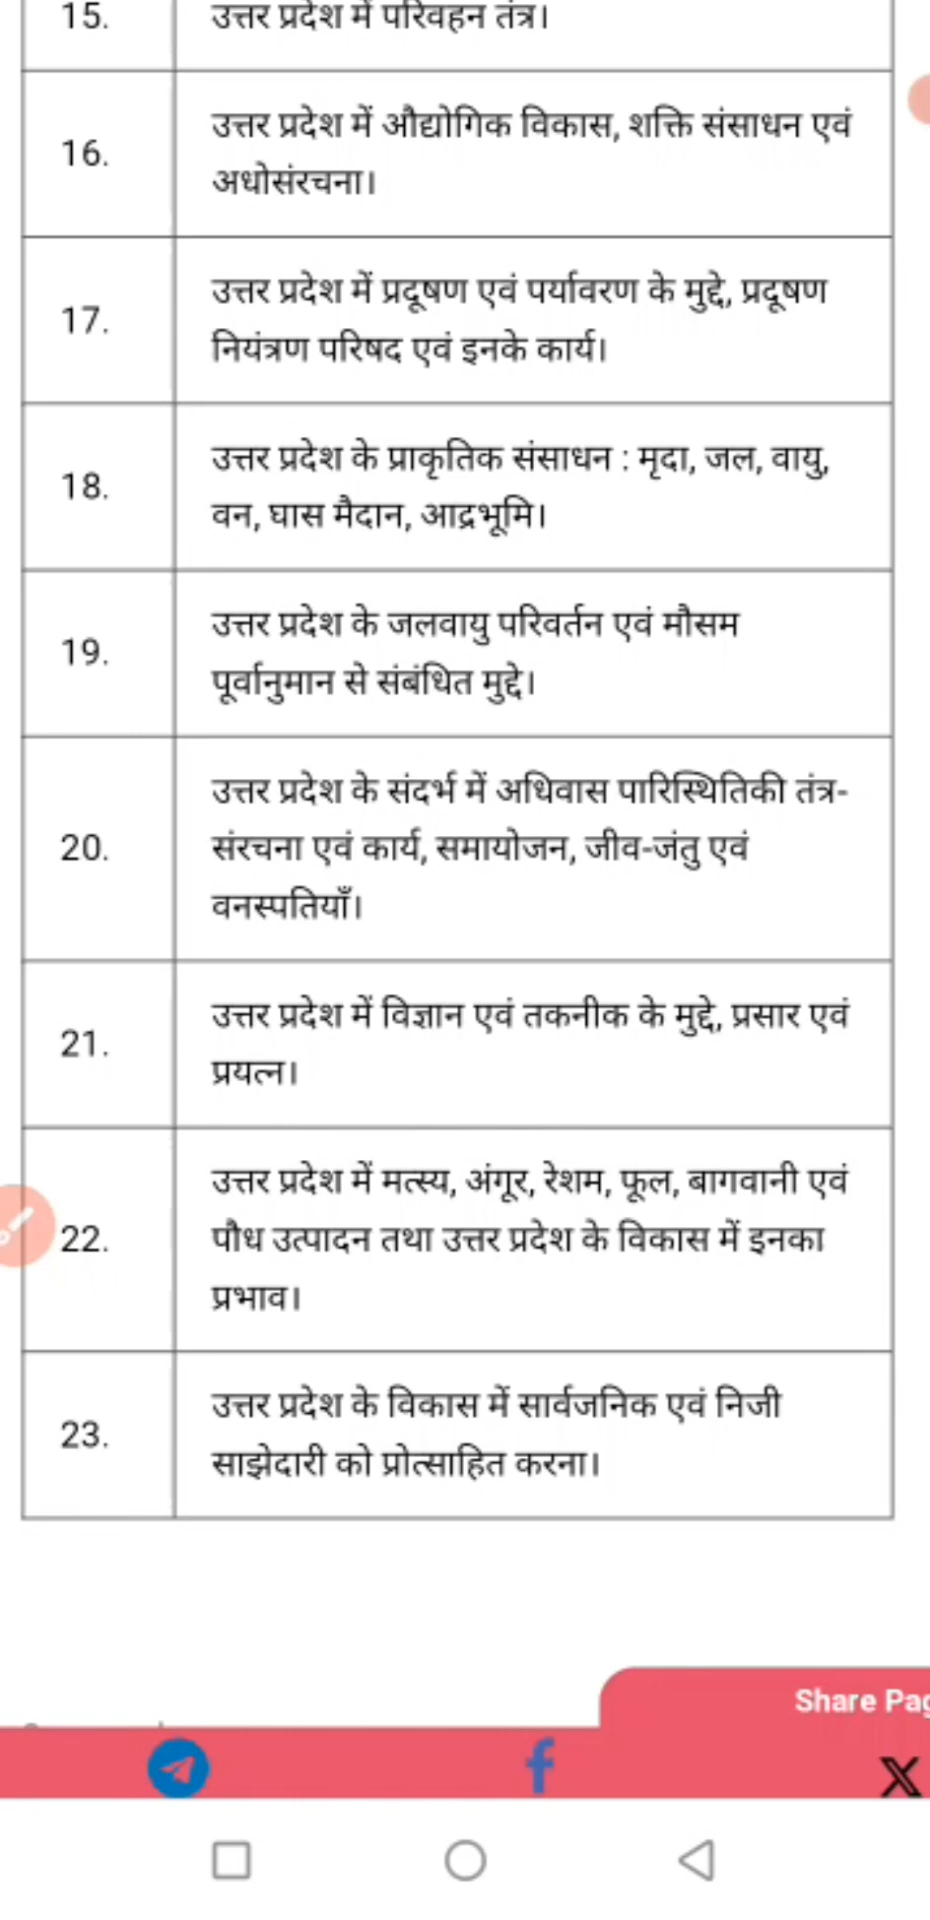 15.
उत्तर प्रदेश में परिवहन तंत्र।
16.
उत्तर प्रदेश में औद्योगिक विकास, शक्ति संसाधन एवं
अधोसंरचना।
17.
उत्तर प्रदेश में प्रदूषण एवं पर्यावरण के मुद्दे, प्रदूषण
नियंत्रण परिषद एवं इनके कार्य।
18.
उत्तर प्रदेश के प्राकृतिक संसाधन : मृदा, जल, वायु,
वन, घास मैदान, आद्रभूमि।
19.
उत्तर प्रदेश के जलवायु परिवर्तन एवं मौसम
पूर्वानुमान से संबंधित मुद्दे।
20.
उत्तर प्रदेश के संदर्भ में अधिवास पारिस्थितिकी तंत्र-
संरचना एवं कार्य, समायोजन, जीव-जंतु एवं
वनस्पतियाँ।
21.
उत्तर प्रदेश में विज्ञान एवं तकनीक के मुद्दे, प्रसार एवं
प्रयत्न।
22.
उत्तर प्रदेश में मत्स्य, अंगूर, रेशम, फूल, बागवानी एवं
पौध उत्पादन तथा उत्तर प्रदेश के विकास में इनका
प्रभाव।
23.
उत्तर प्रदेश के विकास में सार्वजनिक एवं निजी
साझेदारी को प्रोत्साहित करना।
Share Pag